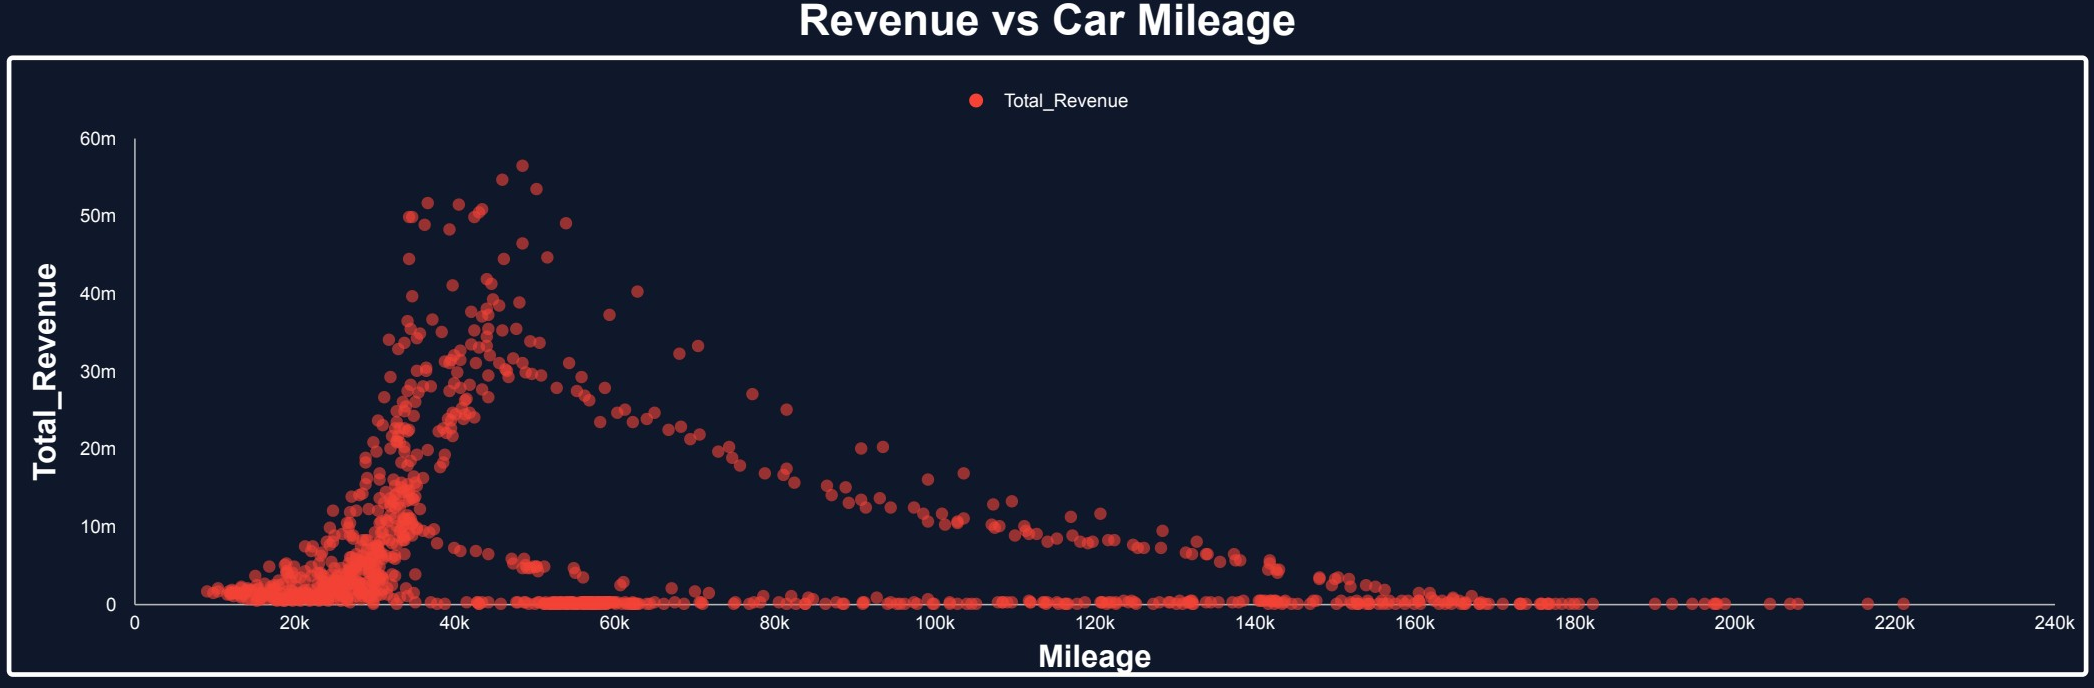 Revenue vs Car Mileage
Total_Revenue
60m
50m
40m
30m
20m
10m
0
Total_Revenue
0 20k 40k 60k 80k 100k 120k 140k 160k 180k 200k 220k 240k
Mileage